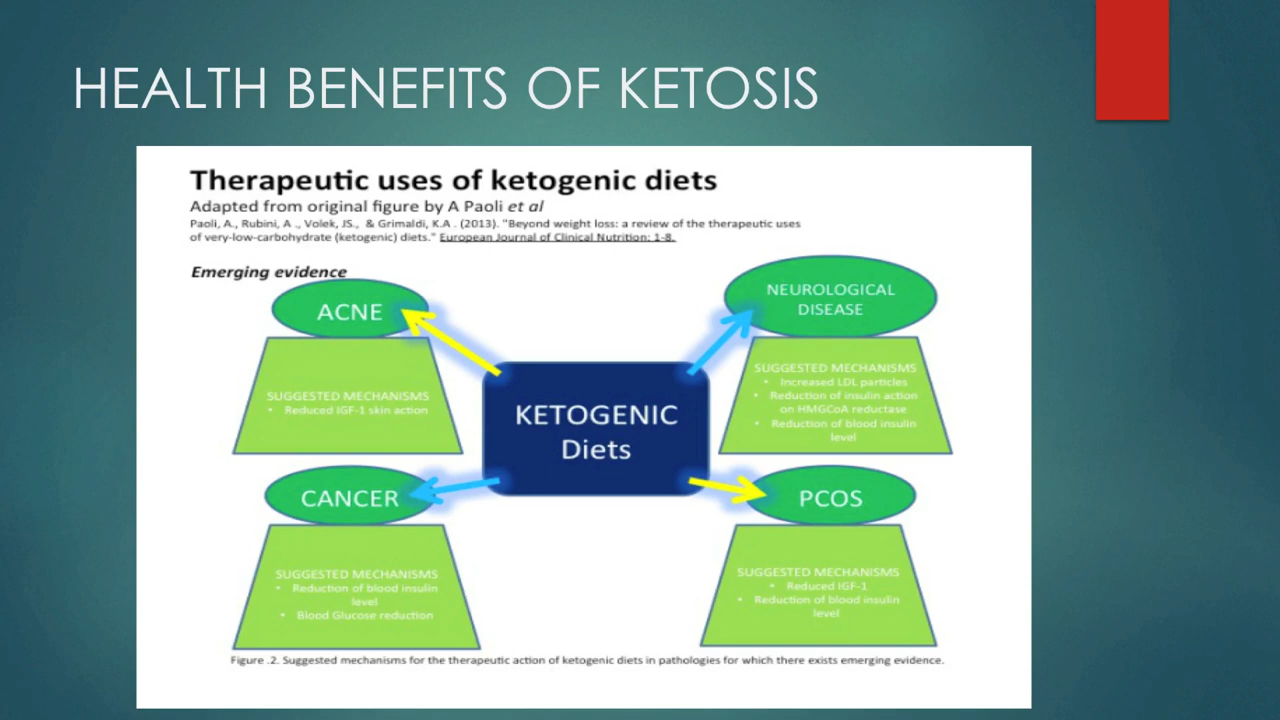 HEALTH BENEFITS OF KETOSIS
Therapeutic uses of ketogenic diets
Adapted from original figure by A Paoli et al
Paoli, A., Rubini, A ., Volek, JS., & Grimaldi, K.A . (2013). "Beyond weight loss: a review of the therapeutic uses
of very-low-carbohydrate (ketogenic) diets." European Journal of Clinical Nutrition: 1-8.
Emerging evidence
ACNE
SUGGESTED MECHANISMS
• Reduced IGF-1 skin action
NEUROLOGICAL
DISEASE
SUGGESTED MECHANISMS
• Increased LDL particles
• Reduction of insulin action
on HMGCoA reductase
• Reduction of blood insulin
level
KETOGENIC
Diets
CANCER
SUGGESTED MECHANISMS
• Reduction of blood insulin
level
• Blood Glucose reduction
PCOS
SUGGESTED MECHANISMS
• Reduced IGF-1
• Reduction of blood insulin
level
Figure .2. Suggested mechanisms for the therapeutic action of ketogenic diets in pathologies for which there exists emerging evidence.